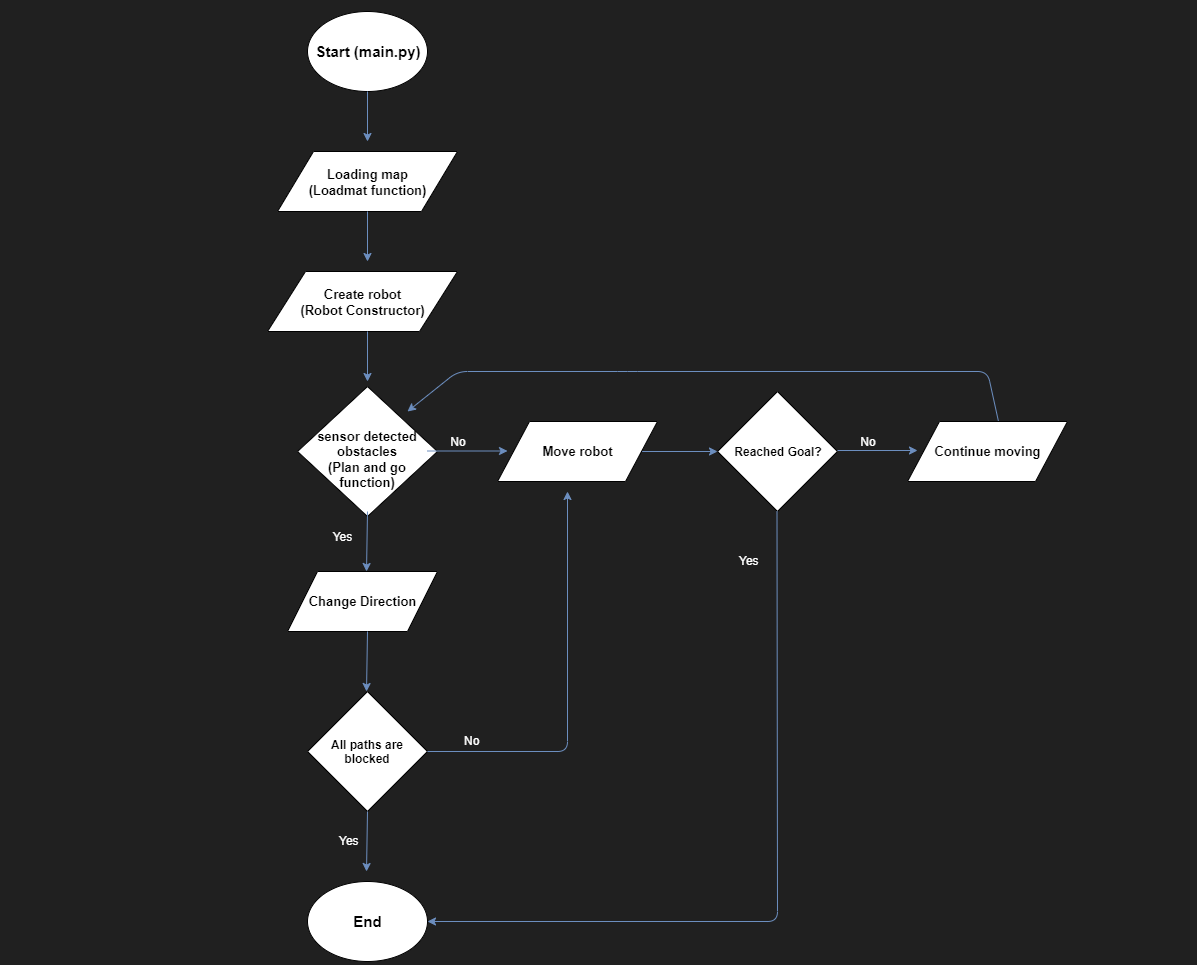 Start (main.py)
Loading map
(Loadmat function)
Create robot
(Robot Constructor)
sensor detected
obstacles
(Plan and go
function)
No
Move robot
Reached Goal?
No
Continue moving
Yes
Change Direction
Yes
All paths are
blocked
No
Yes
End